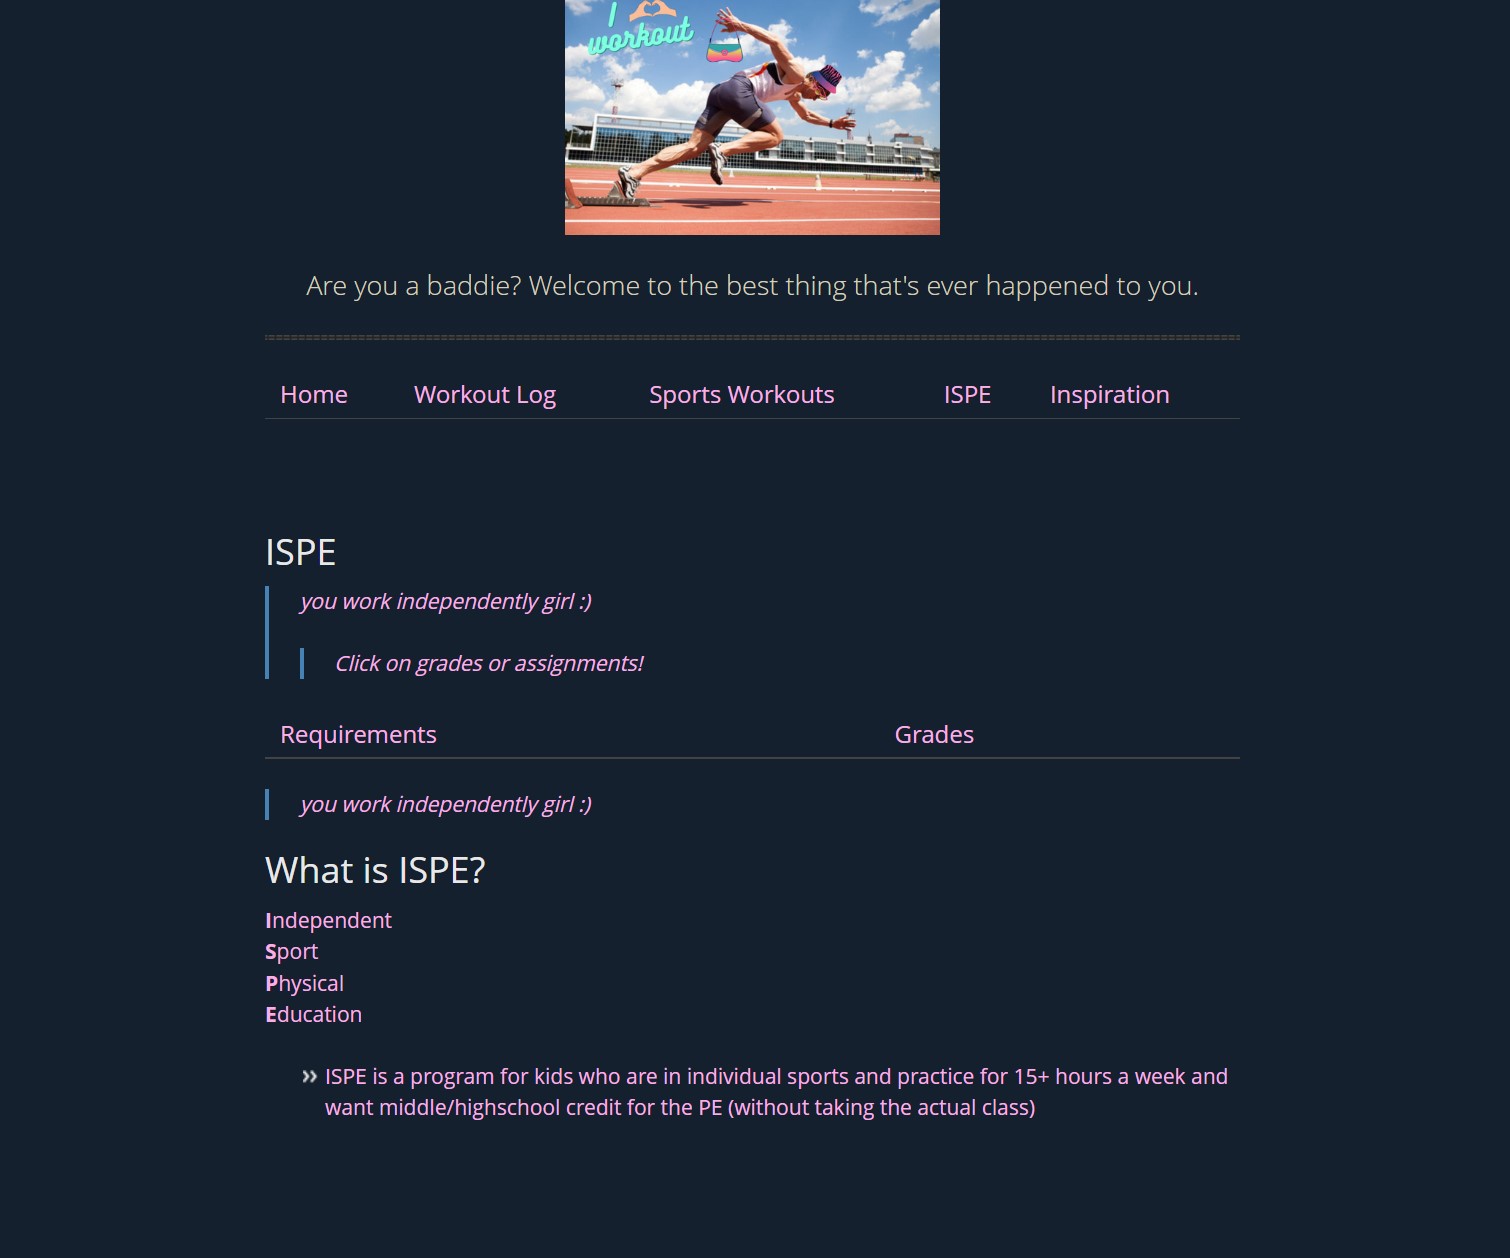 I
workout
Are you a baddie? Welcome to the best thing that's ever happened to you.
Home Workout Log Sports Workouts ISPE Inspiration
ISPE
you work independently girl :)
Click on grades or assignments!
Requirements Grades
you work independently girl :)
What is ISPE?
Independent
Sport
Physical
Education
ISPE is a program for kids who are in individual sports and practice for 15+ hours a week and
want middle/highschool credit for the PE (without taking the actual class)